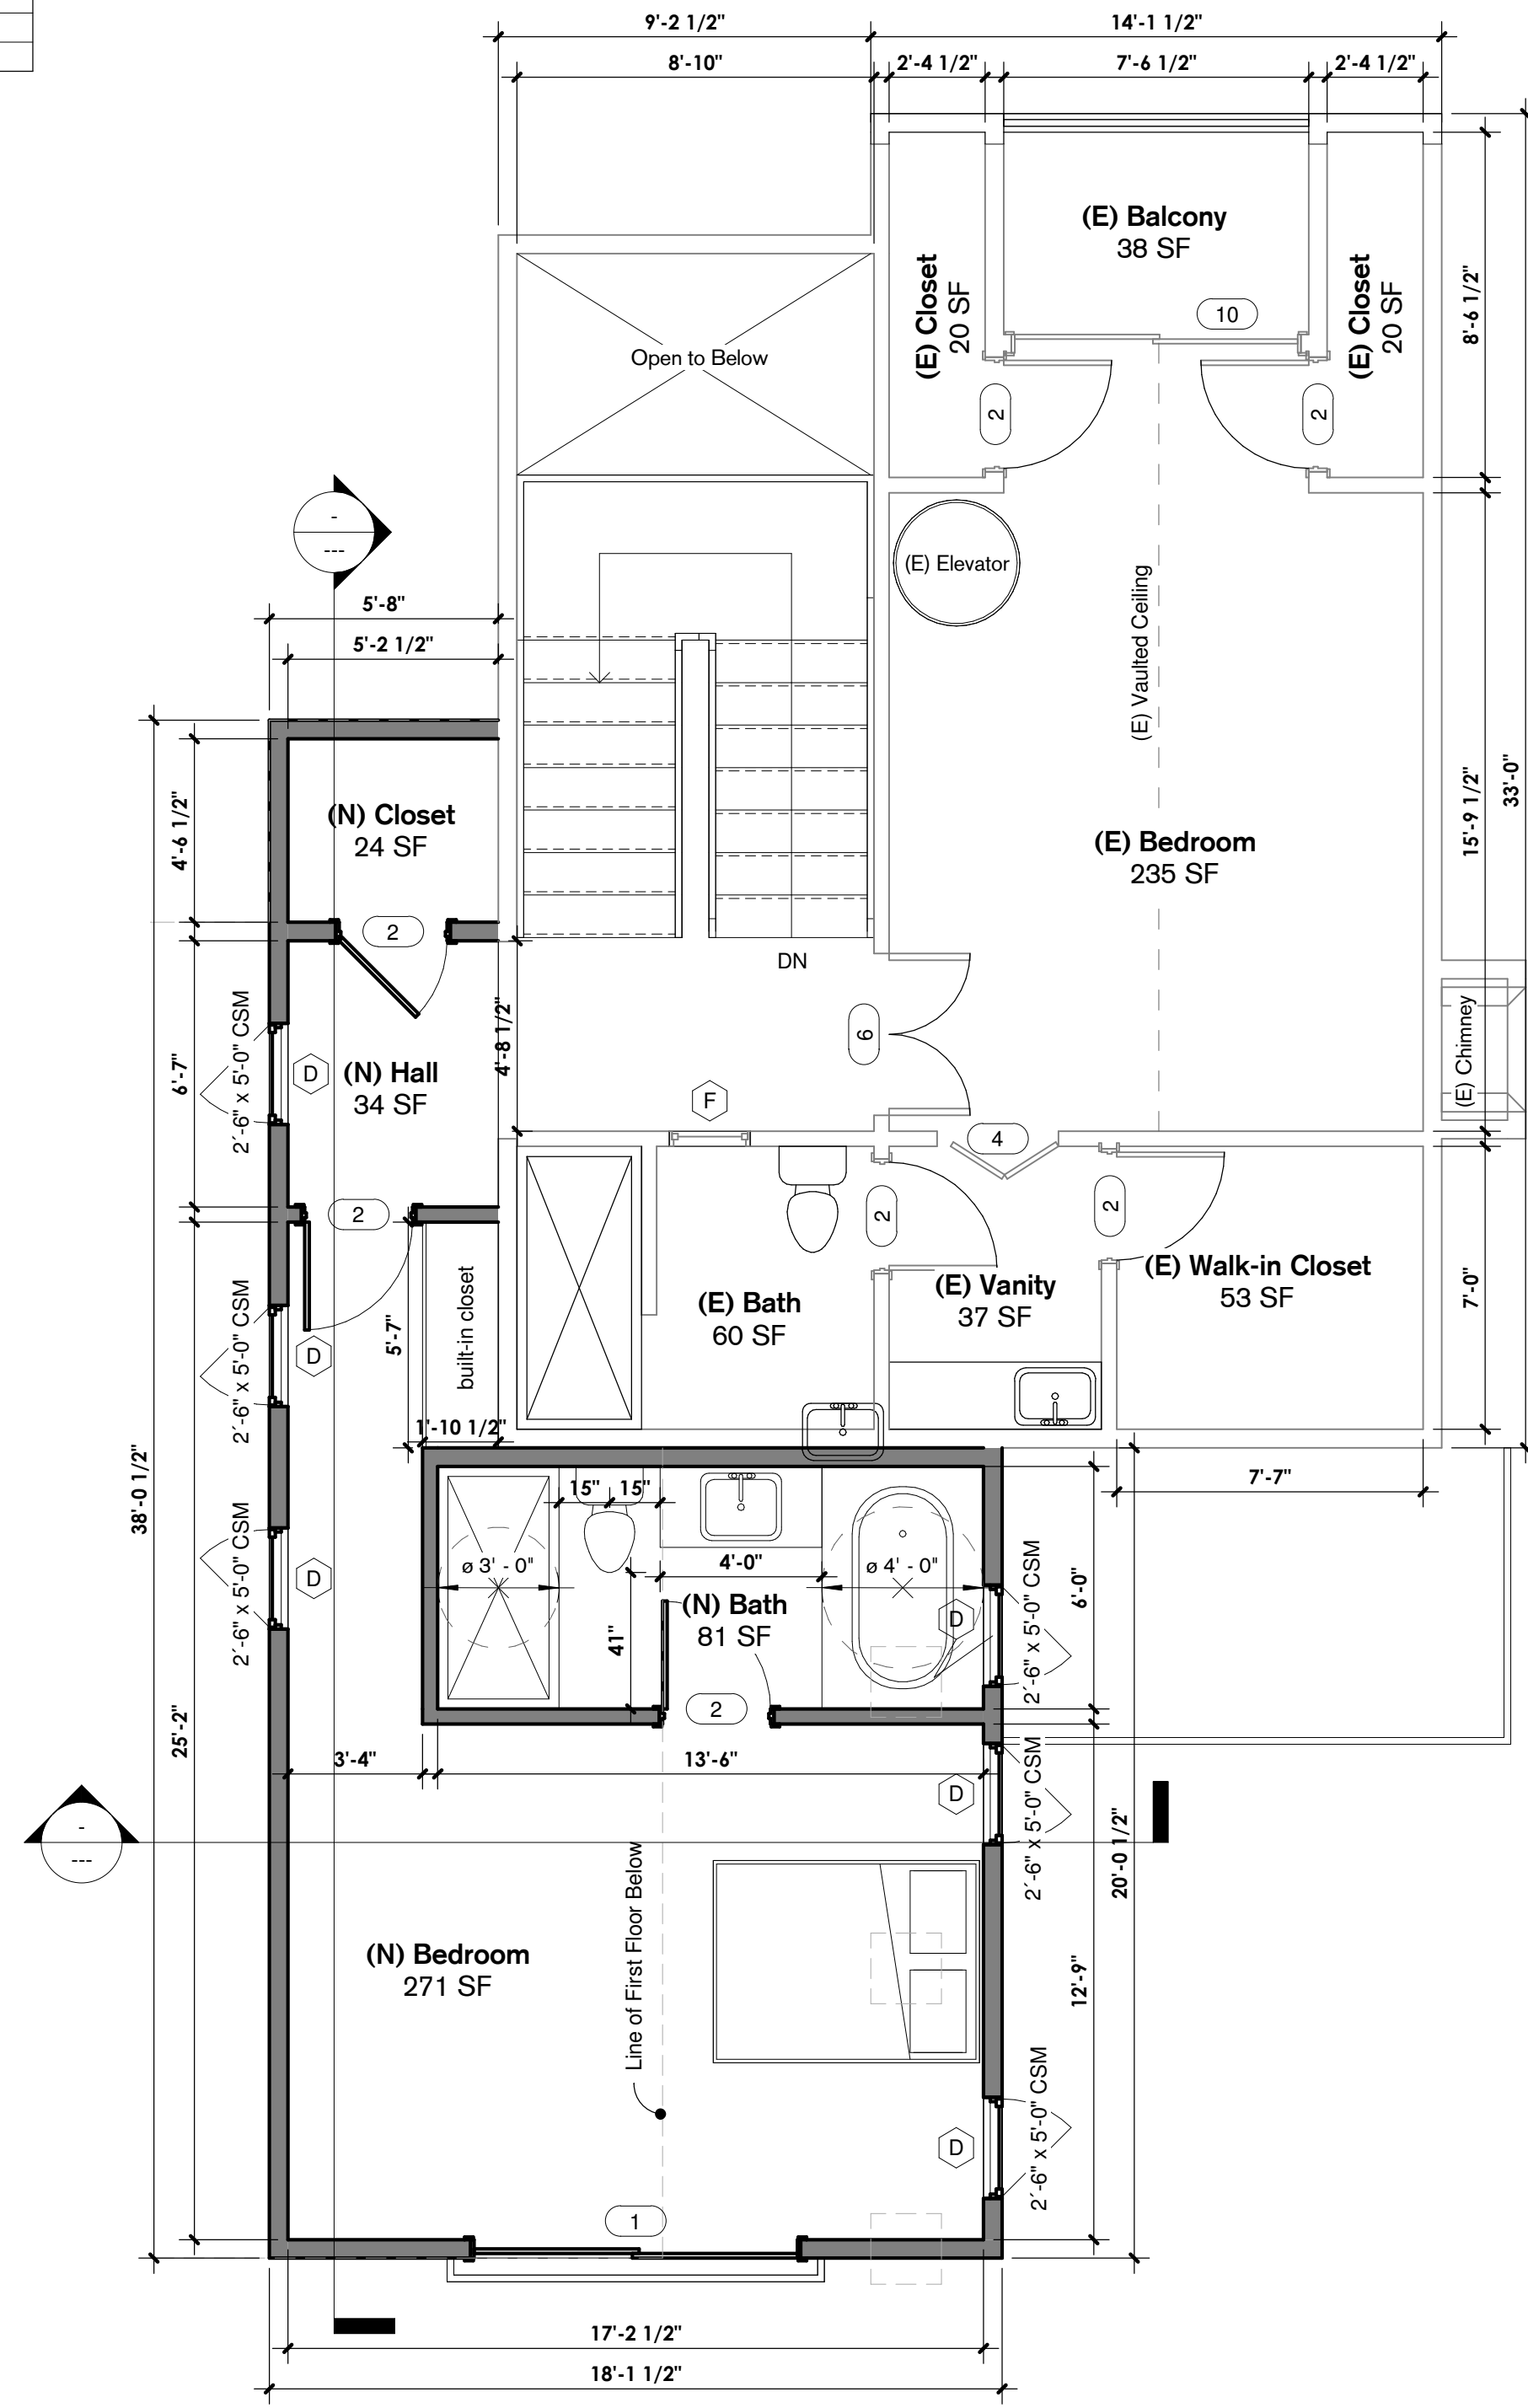 9'-2 1/2"
14'-1 1/2"
8'-10"
2'-4 1/2"
7'-6 1/2"
2'-4 1/2"
(E) Balcony
38 SF
(E) Closet
20 SF
(E) Closet
20 SF
10
8'-6 1/2"
Open to Below
2
2
-
---
(E) Elevator
(E) Vaulted Ceiling
5'-8"
5'-2 1/2"
4'-6 1/2"
(N) Closet
24 SF
(E) Bedroom
235 SF
15'-9 1/2"
33'-0"
2
DN
4'-8 1/2"
6
(E) Chimney
6'-7"
2'-6" x 5'-0" CSM
D
(N) Hall
34 SF
F
4
2
2
2
(E) Bath
60 SF
(E) Vanity
37 SF
(E) Walk-in Closet
53 SF
7'-0"
2'-6" x 5'-0" CSM
D
5'-7"
built-in closet
1'-10 1/2"
38'-0 1/2"
7'-7"
15"
15"
2'-6" x 5'-0" CSM
D
ø 3' - 0"
4'-0"
ø 4' - 0"
(N) Bath
81 SF
41"
D
2'-6" x 5'-0" CSM
6'-0"
2
25'-2"
3'-4"
13'-6"
D
2'-6" x 5'-0" CSM
20'-0 1/2"
-
---
Line of First Floor Below
(N) Bedroom
271 SF
12'-9"
D
2'-6" x 5'-0" CSM
1
17'-2 1/2"
18'-1 1/2"